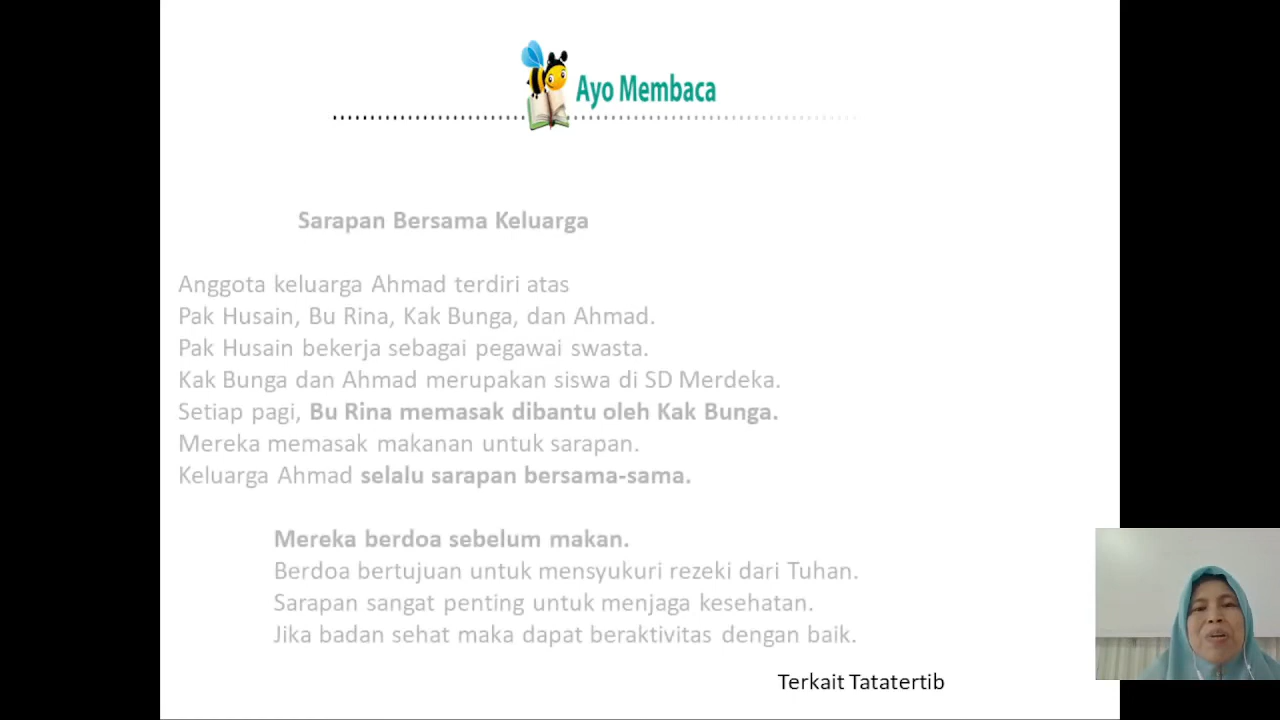 Ayo Membaca
Sarapan Bersama Keluarga
Anggota keluarga Ahmad terdiri atas
Pak Husain, Bu Rina, Kak Bunga, dan Ahmad.
Pak Husain bekerja sebagai pegawai swasta.
Kak Bunga dan Ahmad merupakan siswa di SD Merdeka.
Setiap pagi, Bu Rina memasak dibantu oleh Kak Bunga.
Mereka memasak makanan untuk sarapan.
Keluarga Ahmad selalu sarapan bersama-sama.
Mereka berdoa sebelum makan.
Berdoa bertujuan untuk mensyukuri rezeki dari Tuhan.
Sarapan sangat penting untuk menjaga kesehatan.
Jika badan sehat maka dapat beraktivitas dengan baik.
Terkait Tatatertib